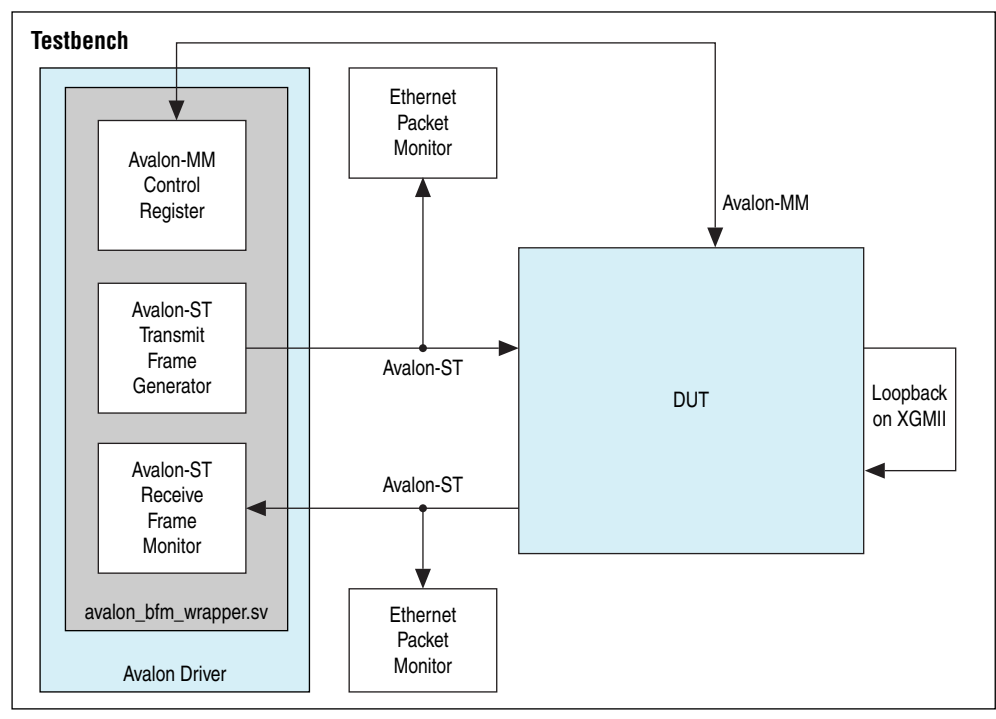 Testbench
Avalon-MM
Control
Register
Avalon-ST
Transmit
Frame
Generator
Avalon-ST
Receive
Frame
Monitor
avalon_bfm_wrapper.sv
Avalon Driver
Ethernet
Packet
Monitor
Avalon-MM
Avalon-ST
DUT
Loopback
on XGMII
Avalon-ST
Ethernet
Packet
Monitor